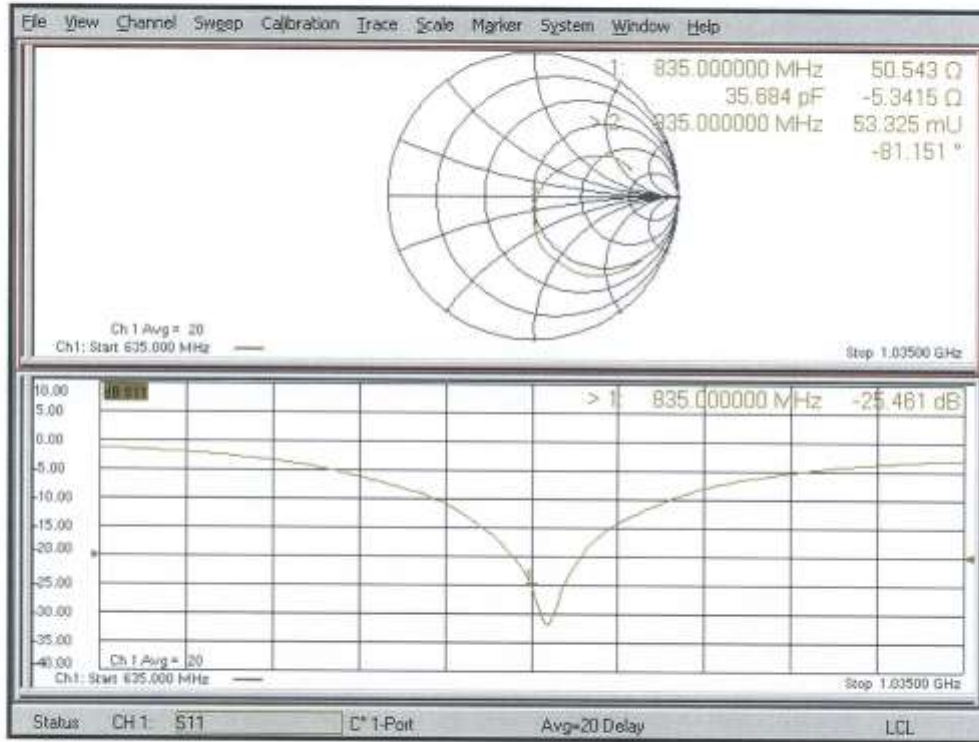 File View Channel Sweep Calibration Trace Scale Marker System Window Help
1: 835.000000 MHz 50.543 Ω
35.684 pF -5.3415 Ω
> 2: 835.000000 MHz 53.325 mU
-81.151 °
Ch 1 Avg = 20
Ch1: Start 635.000 MHz
Stop 1.03500 GHz
10.00
dB S11
> 1: 835.000000 MHz -25.461 dB
5.00
0.00
-5.00
-10.00
-15.00
-20.00
-25.00
-30.00
-35.00
-40.00
Ch 1 Avg = 20
Ch1: Start 635.000 MHz
Stop 1.03500 GHz
Status CH 1: S11 C* 1-Port Avg=20 Delay LCL